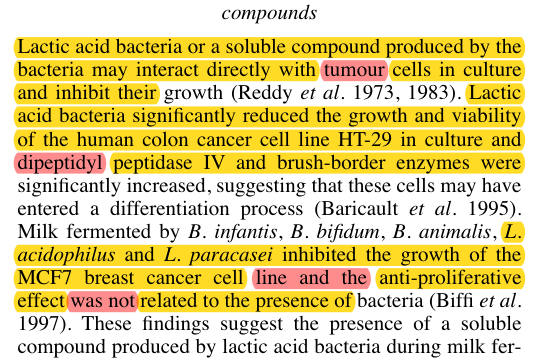 compounds
Lactic acid bacteria or a soluble compound produced by the
bacteria may interact directly with tumour cells in culture
and inhibit their growth (Reddy et al. 1973, 1983). Lactic
acid bacteria significantly reduced the growth and viability
of the human colon cancer cell line HT-29 in culture and
dipeptidyl peptidase IV and brush-border enzymes were
significantly increased, suggesting that these cells may have
entered a differentiation process (Baricault et al. 1995).
Milk fermented by B. infantis, B. bifidum, B. animalis, L.
acidophilus and L. paracasei inhibited the growth of the
MCF7 breast cancer cell line and the anti-proliferative
effect was not related to the presence of bacteria (Biffi et al.
1997). These findings suggest the presence of a soluble
compound produced by lactic acid bacteria during milk fer-